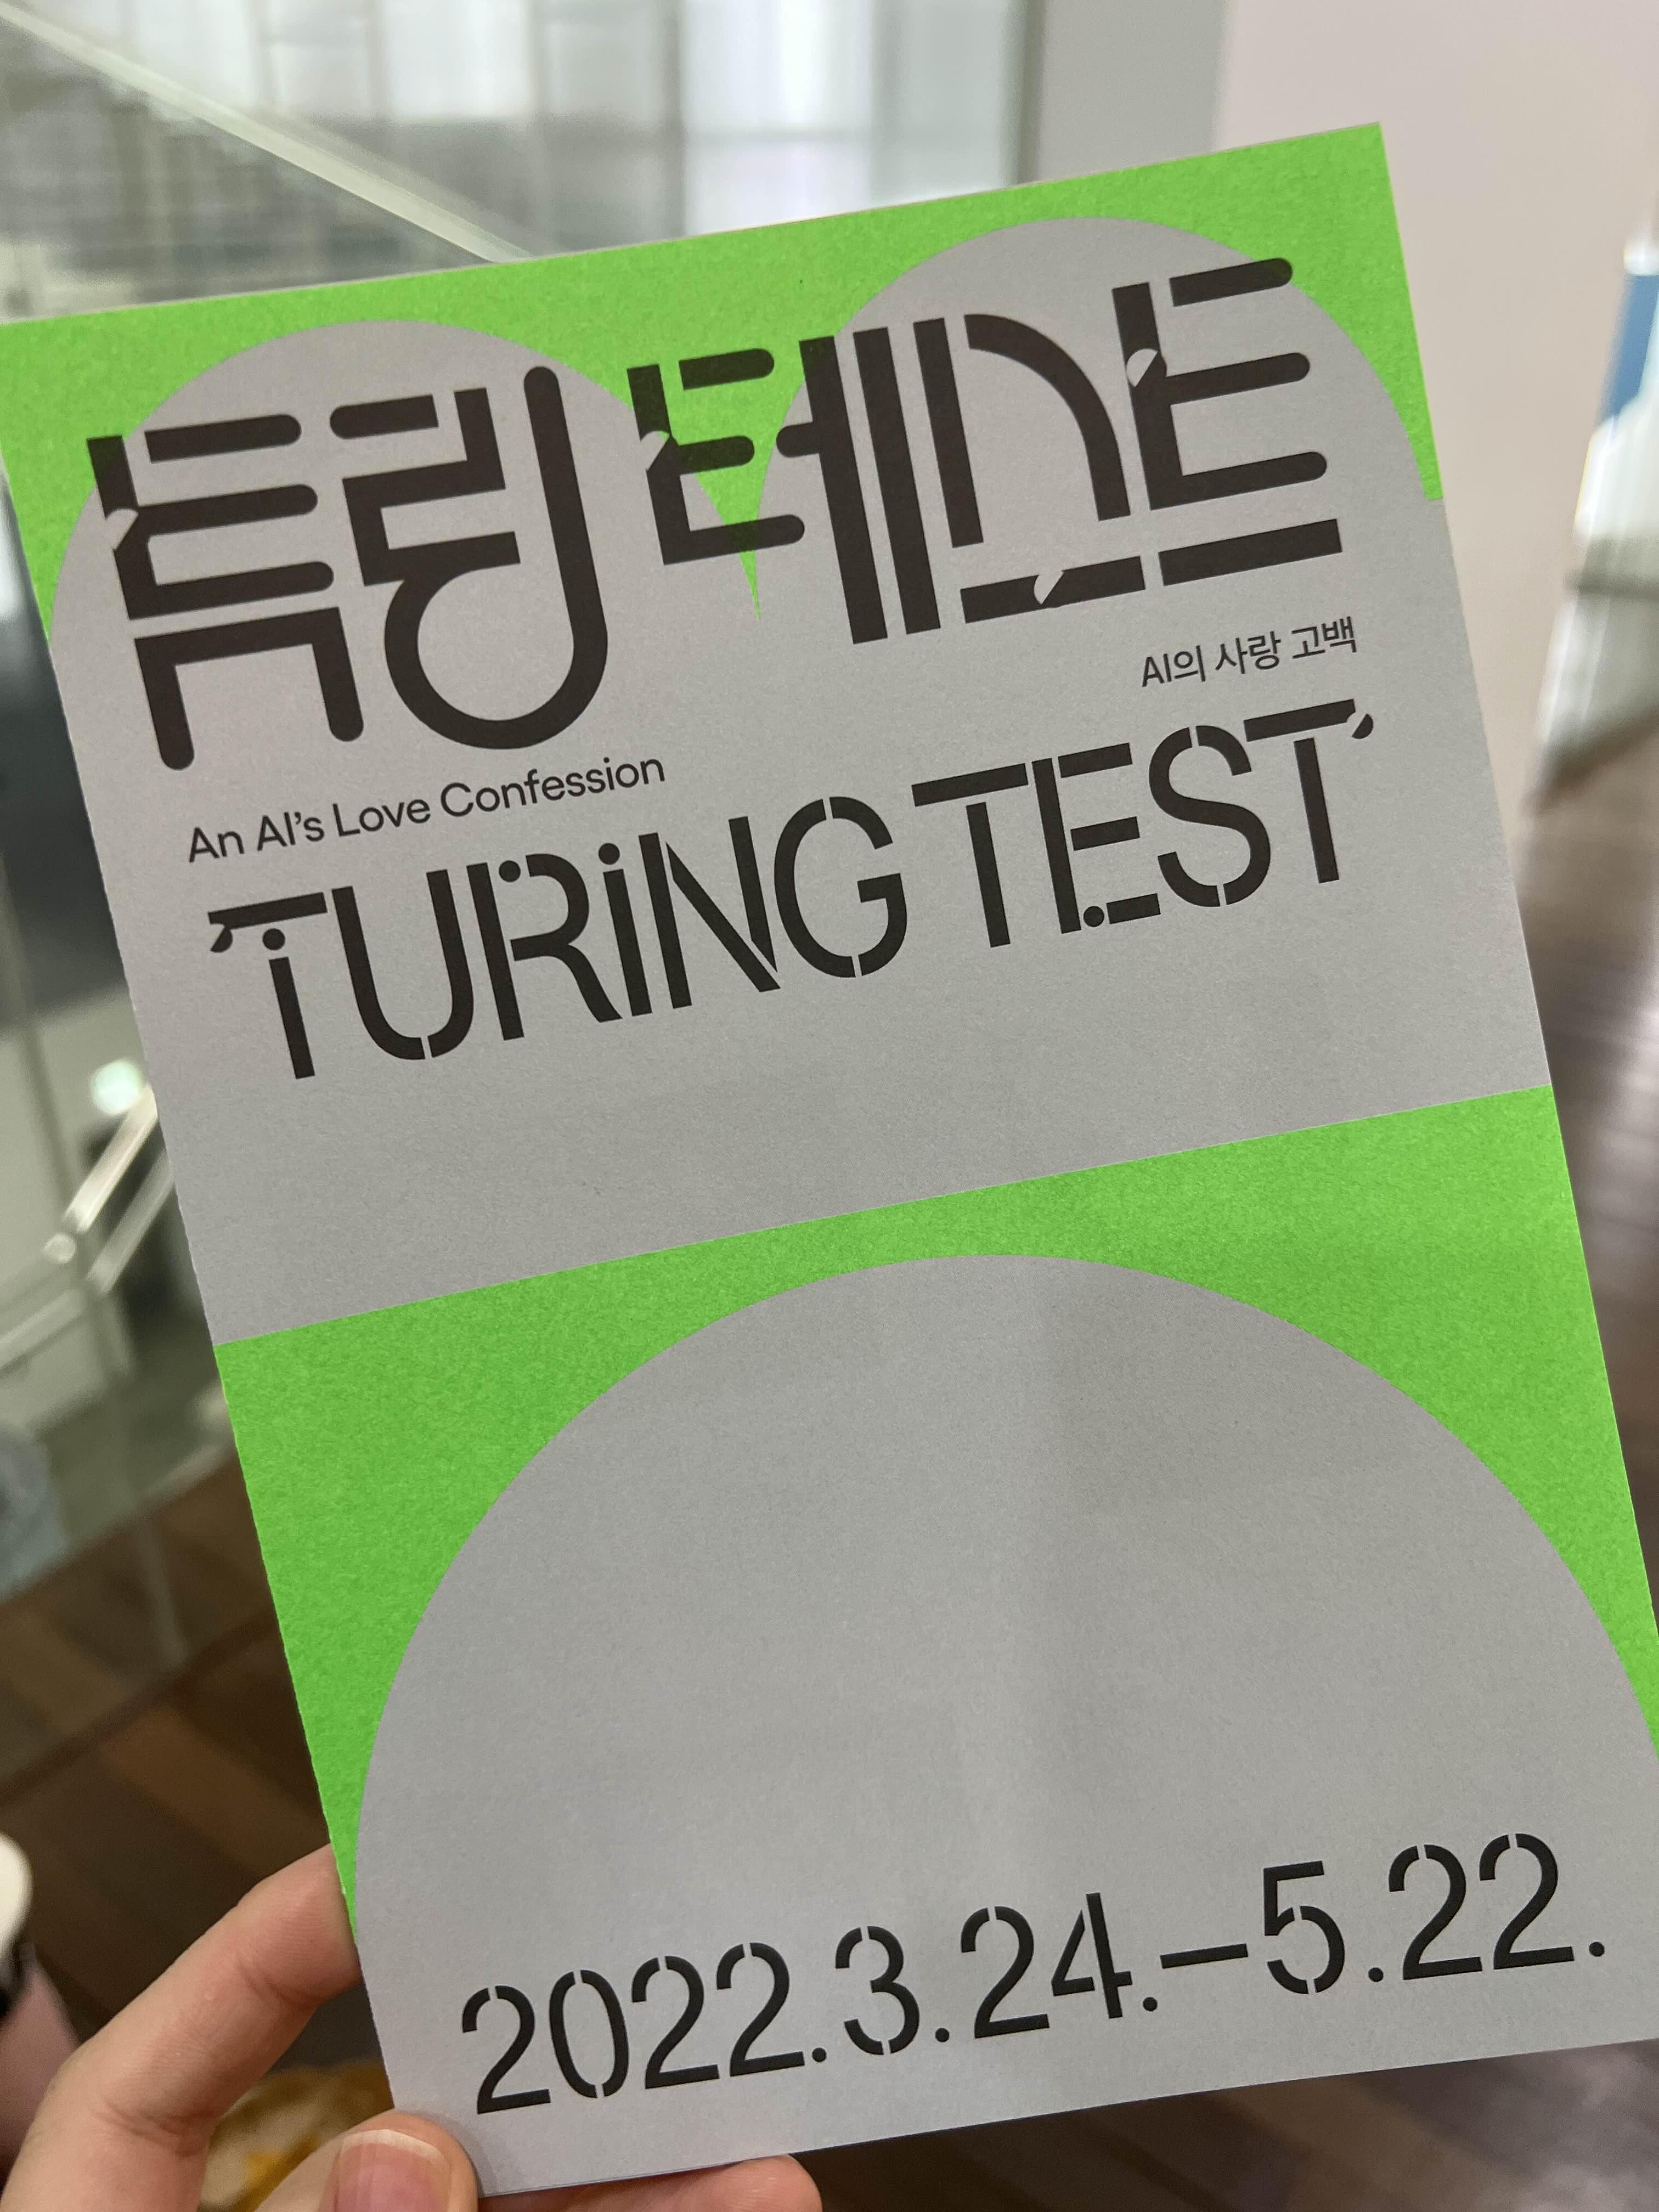 튜링 테스트
AI의 사랑 고백
An AI's Love Confession
TURiNG TEST
2022.3.24.–5.22.